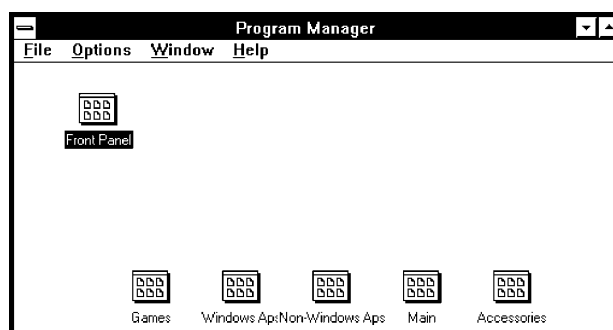 Program Manager
File Options Window Help
Front Panel
Games Windows Aps Non-Windows Aps Main Accessories